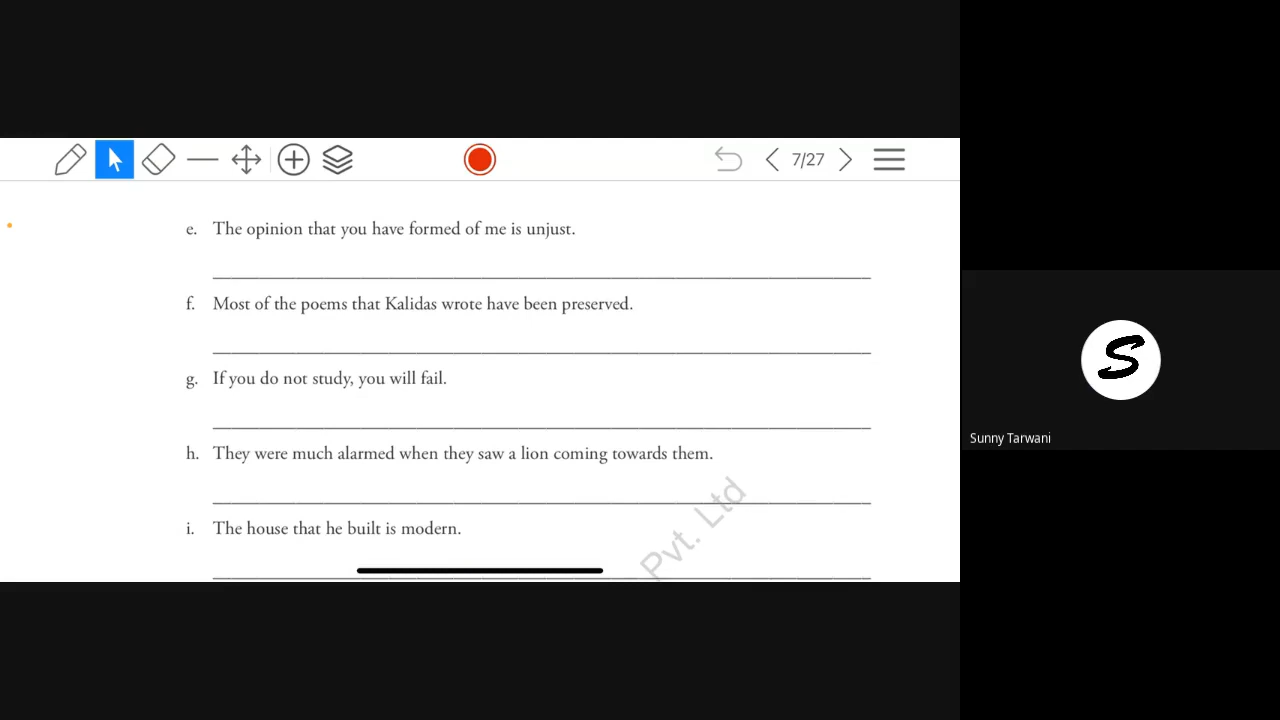 7/27
e. The opinion that you have formed of me is unjust.
f. Most of the poems that Kalidas wrote have been preserved.
g. If you do not study, you will fail.
h. They were much alarmed when they saw a lion coming towards them.
i. The house that he built is modern.
Pvt. Ltd
S
Sunny Tarwani